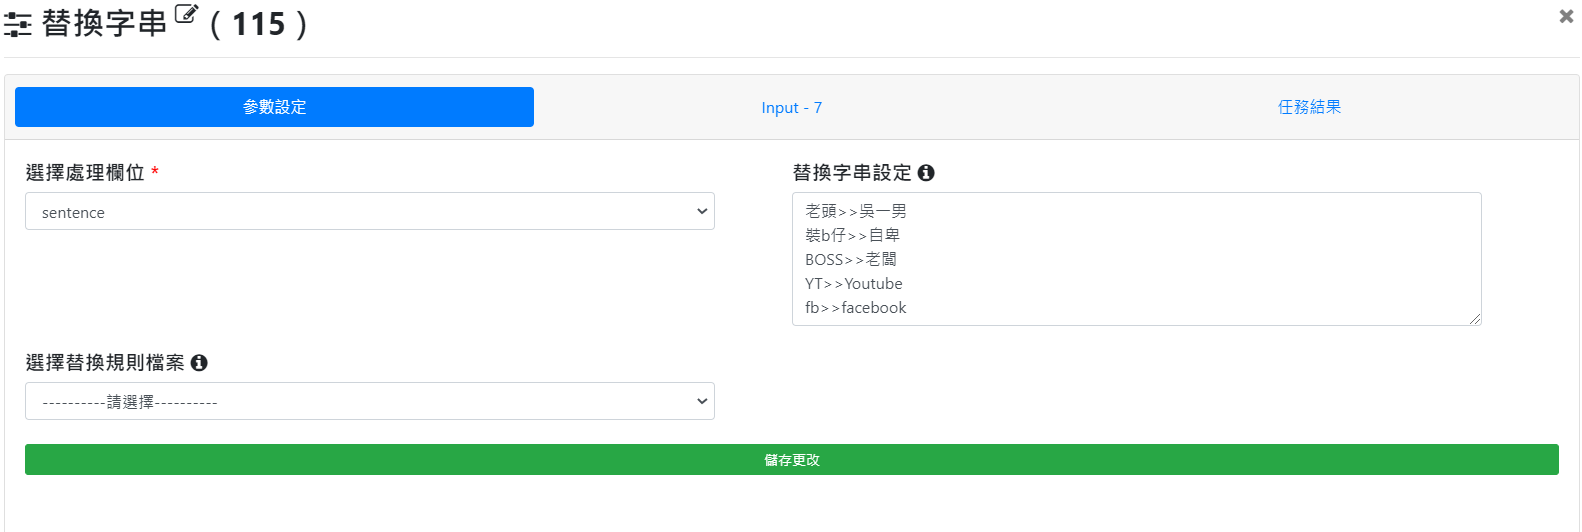 替換字串 ( 115 )
參數設定
Input - 7
任務結果
選擇處理欄位 *
sentence
替換字串設定
老頭>>吳一男
裝b仔>>自卑
BOSS>>老闆
YT>>Youtube
fb>>facebook
選擇替換規則檔案
----------請選擇----------
儲存更改